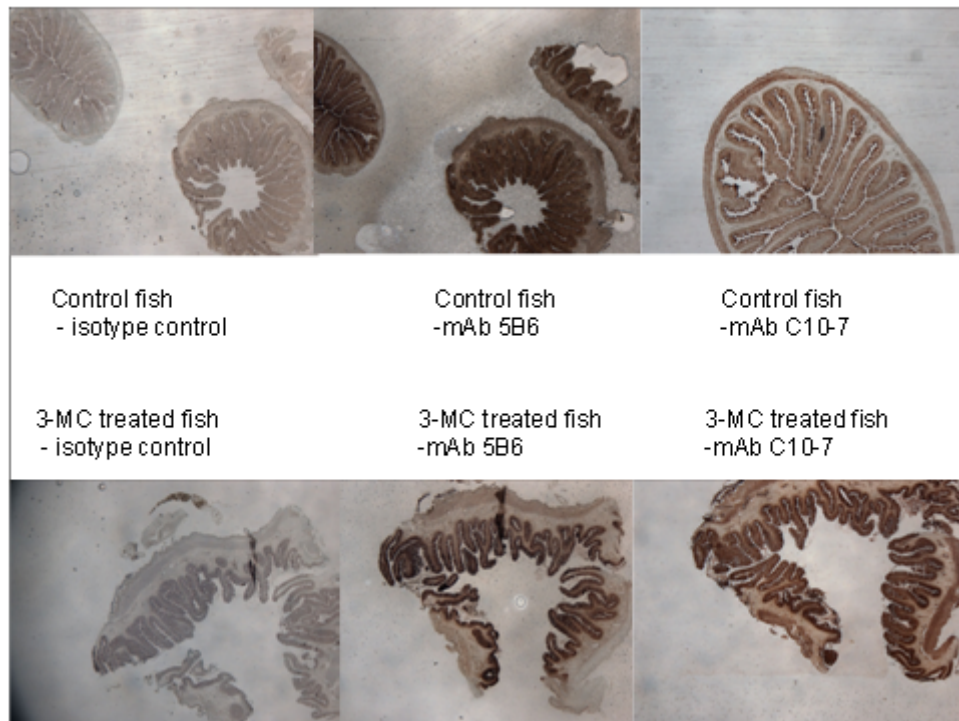 Control fish
- isotype control
Control fish
-mAb 5B6
Control fish
-mAb C10-7
3-MC treated fish
- isotype control
3-MC treated fish
-mAb 5B6
3-MC treated fish
-mAb C10-7